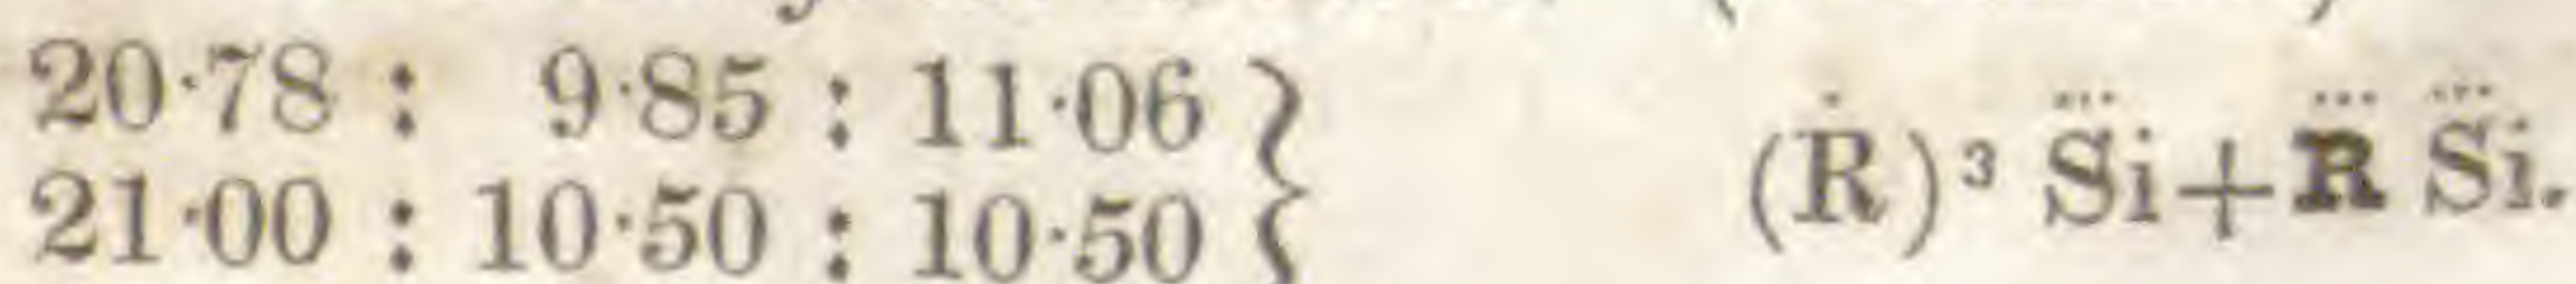 20·78 : 9·85 : 11·06 }
(Ṙ)³ S⃛i+R⃛ S⃛i.
21·00 : 10·50 : 10·50